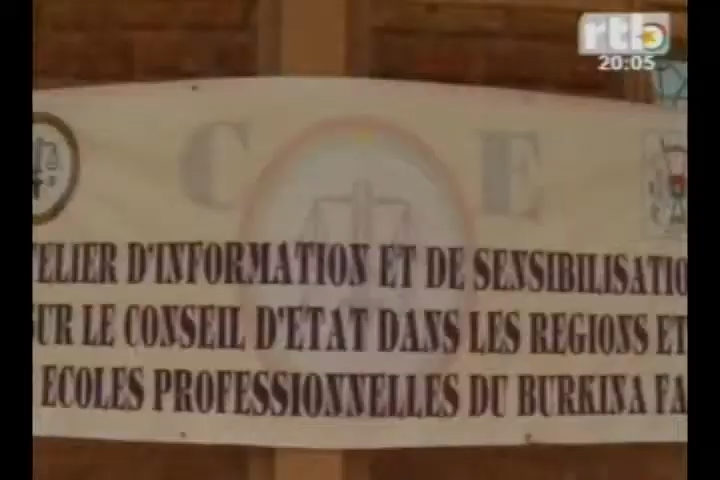 rtb
20:05
C E
TELIER D'INFORMATION ET DE SENSIBILISATIO
SUR LE CONSEIL D'ETAT DANS LES REGIONS ET
ECOLES PROFESSIONNELLES DU BURKINA FA